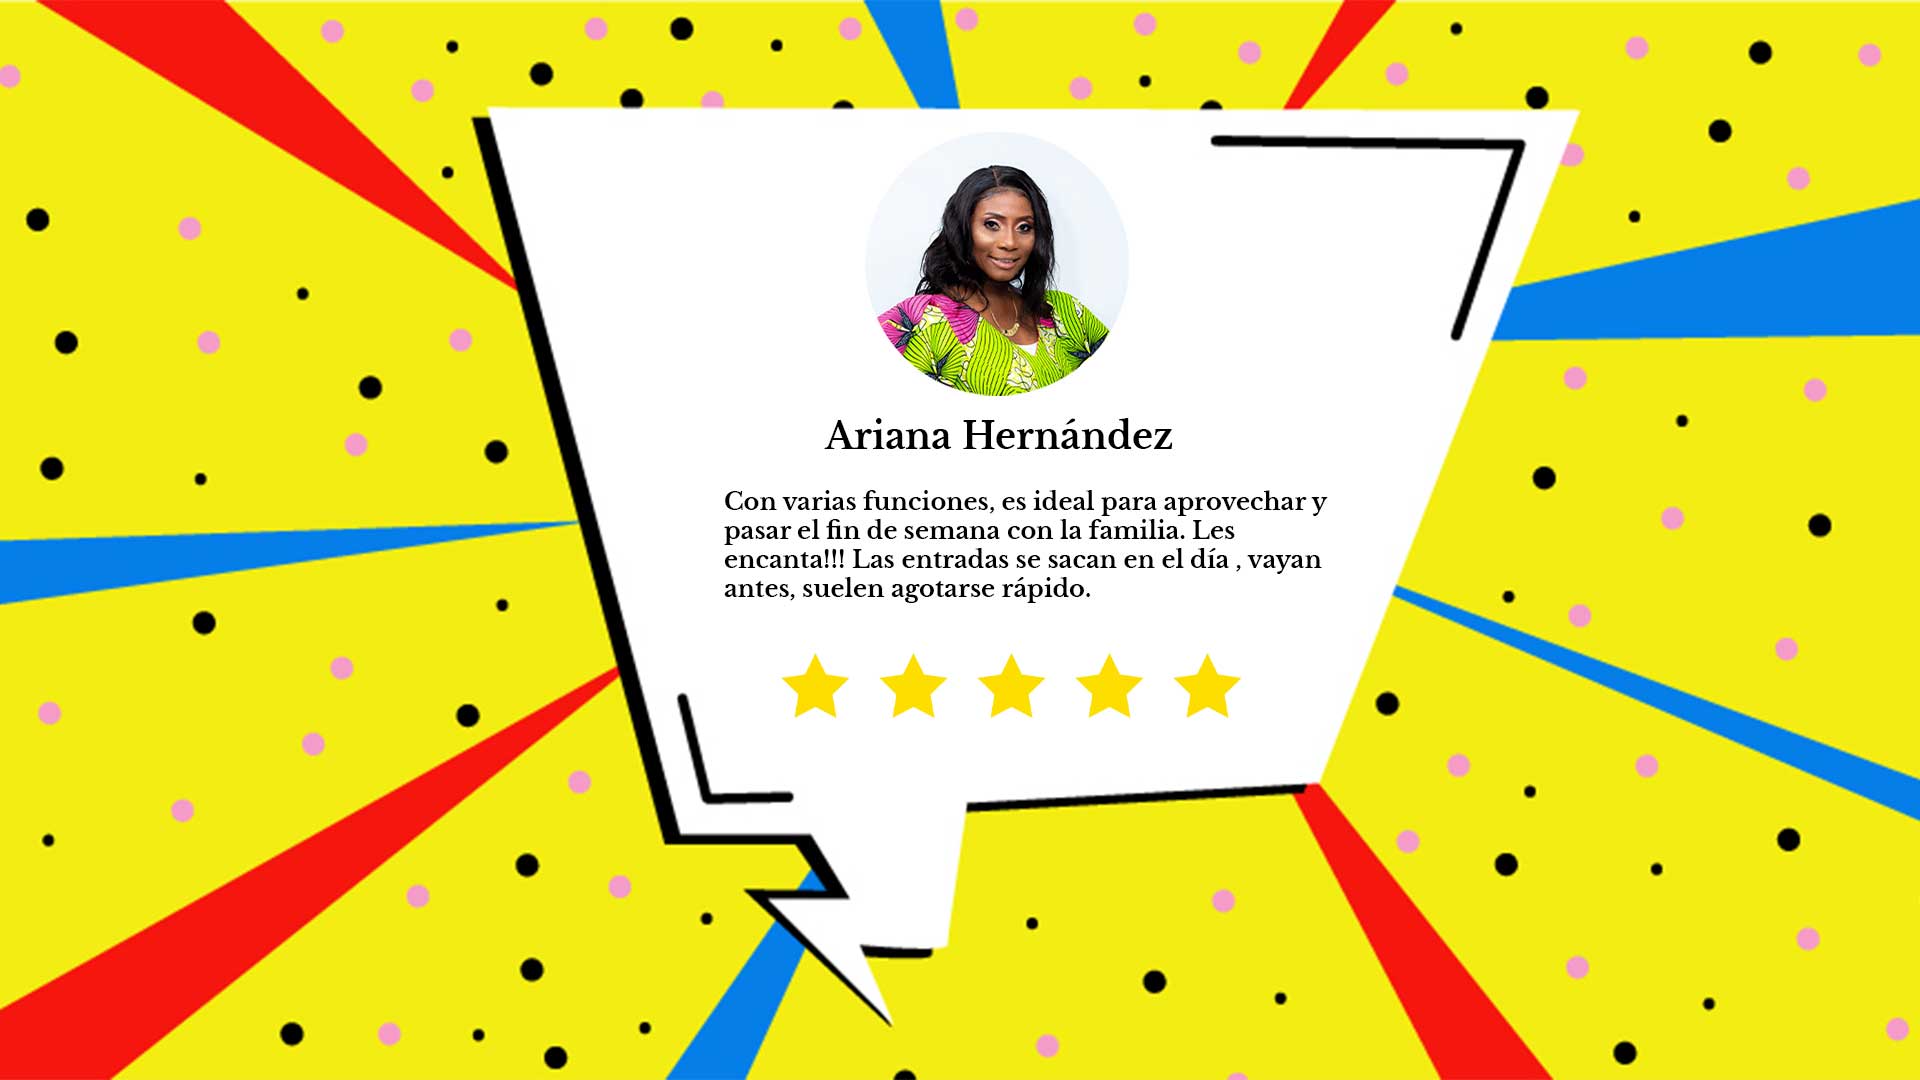 Ariana Hernández
Con varias funciones, es ideal para aprovechar y
pasar el fin de semana con la familia. Les
encanta!!! Las entradas se sacan en el día , vayan
antes, suelen agotarse rápido.